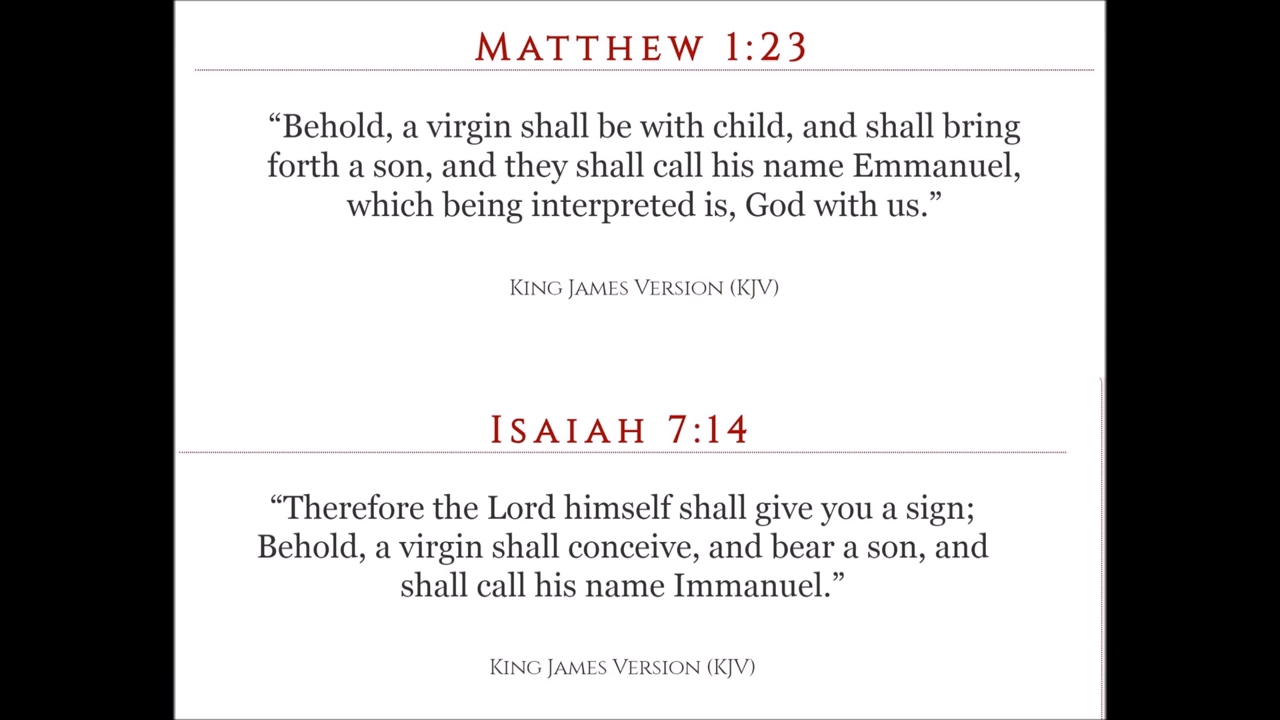 MATTHEW 1:23
“Behold, a virgin shall be with child, and shall bring
forth a son, and they shall call his name Emmanuel,
which being interpreted is, God with us.”
KING JAMES VERSION (KJV)
ISAIAH 7:14
“Therefore the Lord himself shall give you a sign;
Behold, a virgin shall conceive, and bear a son, and
shall call his name Immanuel.”
KING JAMES VERSION (KJV)